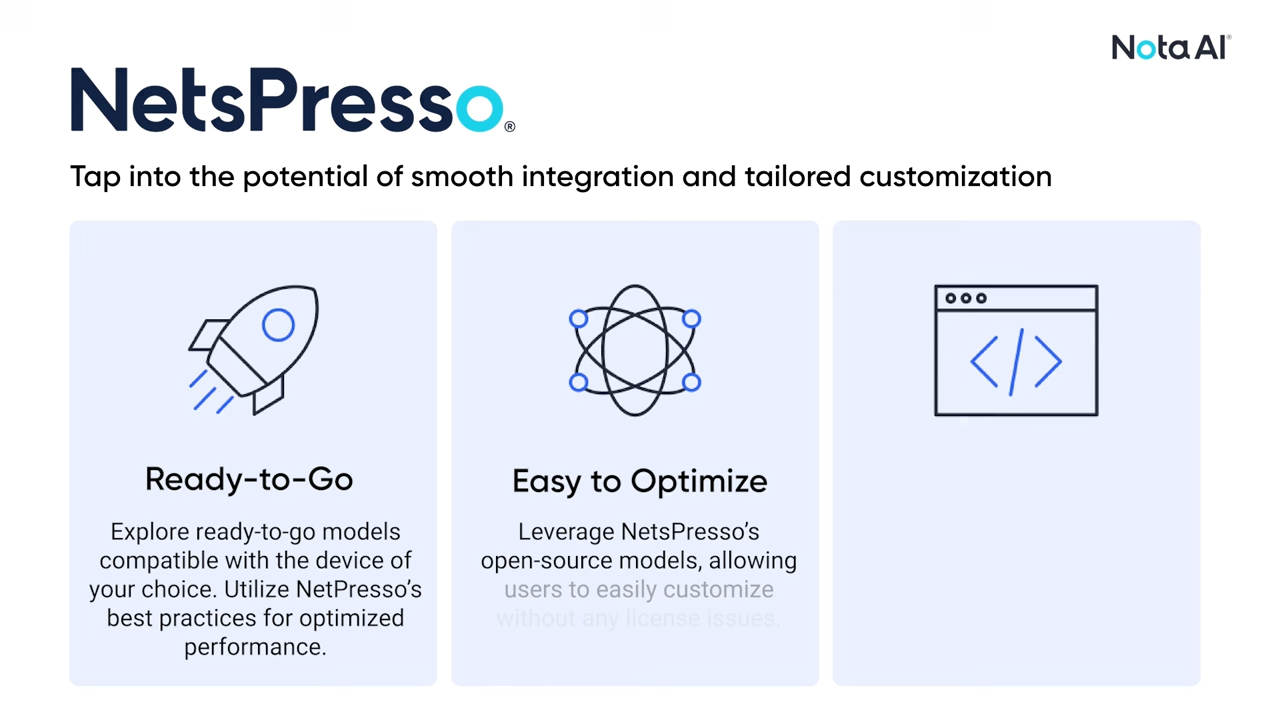 Nota AI®
NetsPresso®
Tap into the potential of smooth integration and tailored customization
Ready-to-Go
Explore ready-to-go models
compatible with the device of
your choice. Utilize NetPresso’s
best practices for optimized
performance.
Easy to Optimize
Leverage NetsPresso’s
open-source models, allowing
users to easily customize
without any license issues.